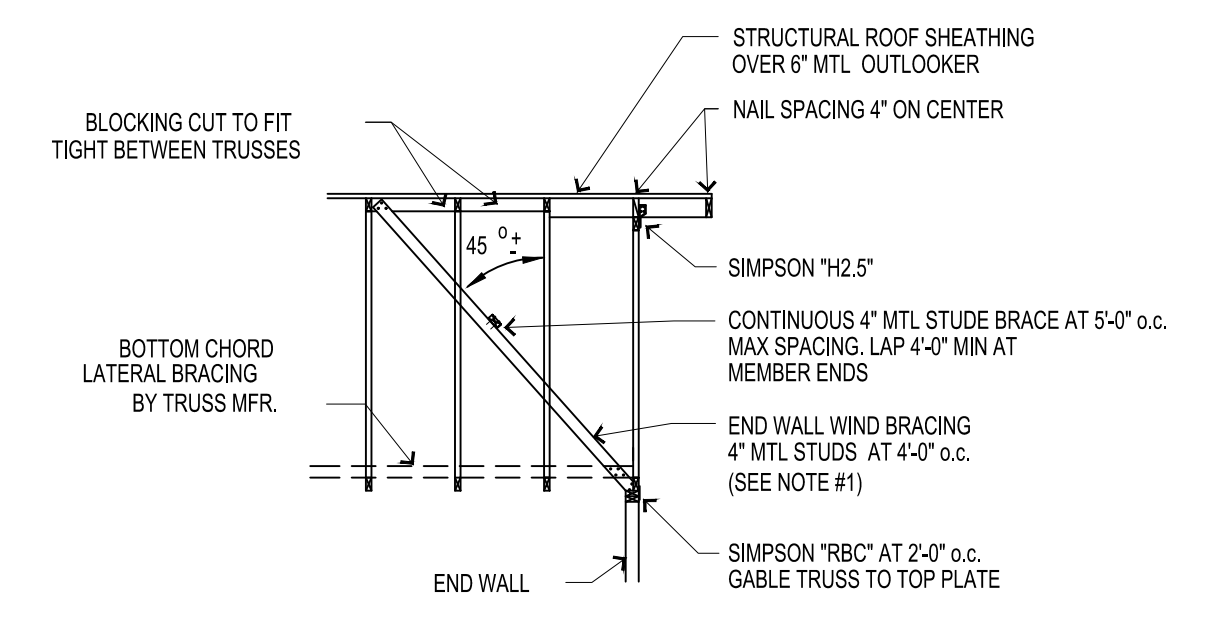 STRUCTURAL ROOF SHEATHING
OVER 6" MTL OUTLOOKER
NAIL SPACING 4" ON CENTER
BLOCKING CUT TO FIT
TIGHT BETWEEN TRUSSES
45 O +
-
SIMPSON "H2.5"
CONTINUOUS 4" MTL STUDE BRACE AT 5'-0" o.c.
MAX SPACING. LAP 4'-0" MIN AT
MEMBER ENDS
BOTTOM CHORD
LATERAL BRACING
BY TRUSS MFR.
END WALL WIND BRACING
4" MTL STUDS AT 4'-0" o.c.
(SEE NOTE #1)
SIMPSON "RBC" AT 2'-0" o.c.
GABLE TRUSS TO TOP PLATE
END WALL